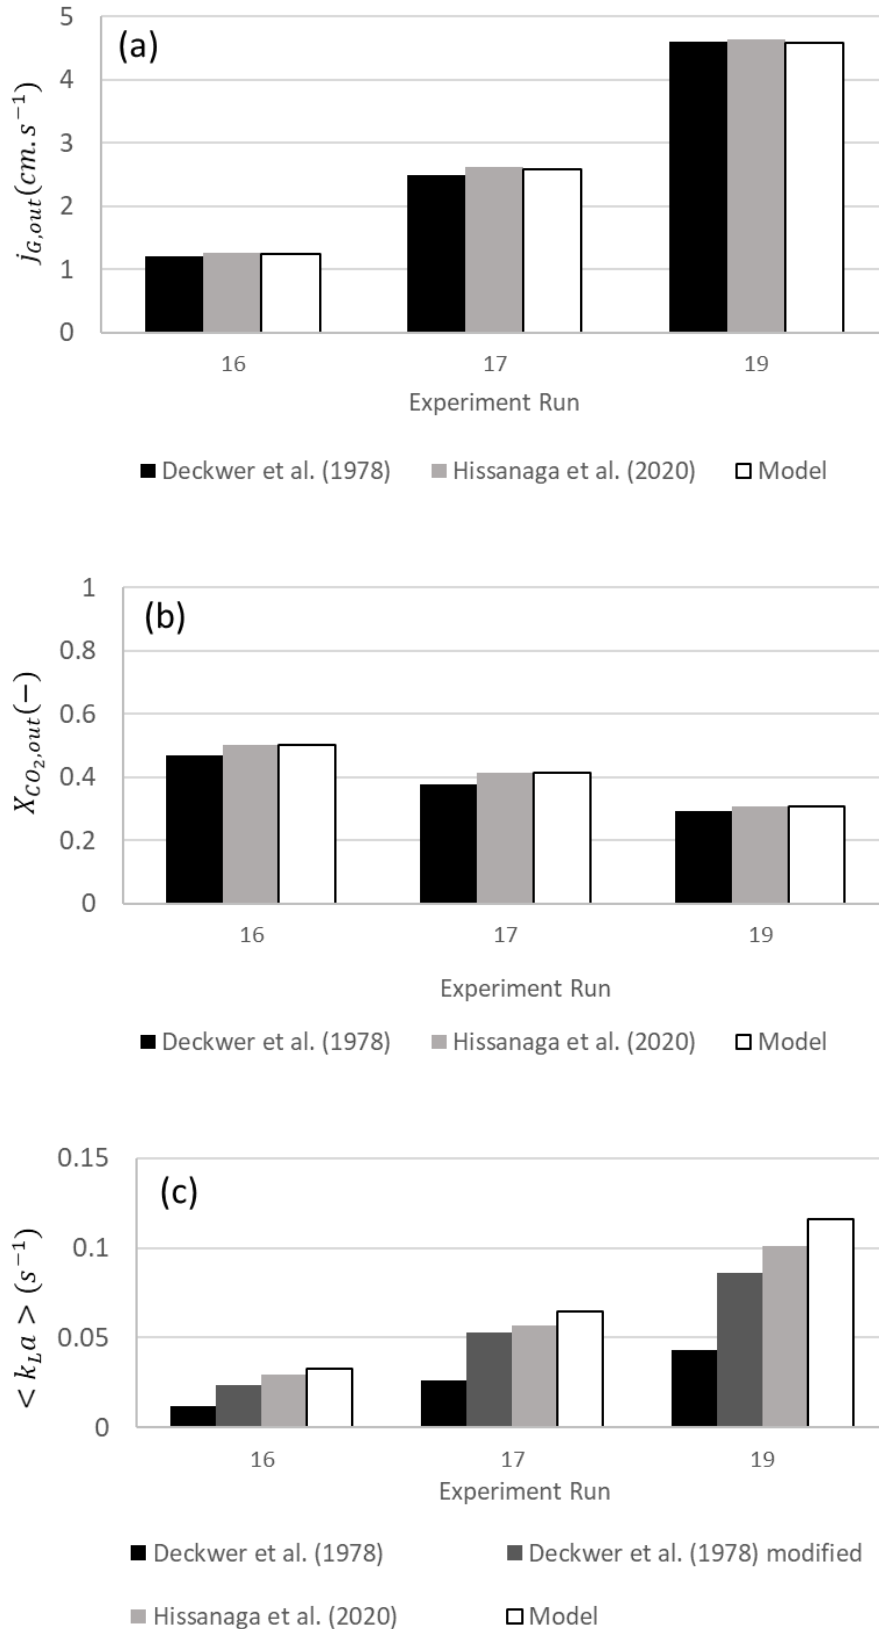 (a)
j_{G,out}(cm.s^{-1})
5
4
3
2
1
0
16 17 19
Experiment Run
Deckwer et al. (1978) Hissanaga et al. (2020) Model
(b)
X_{CO_2,out}(−)
1
0.8
0.6
0.4
0.2
0
16 17 19
Experiment Run
Deckwer et al. (1978) Hissanaga et al. (2020) Model
(c)
< k_L a > (s^{-1})
0.15
0.1
0.05
0
16 17 19
Experiment Run
Deckwer et al. (1978) Deckwer et al. (1978) modified
Hissanaga et al. (2020) Model